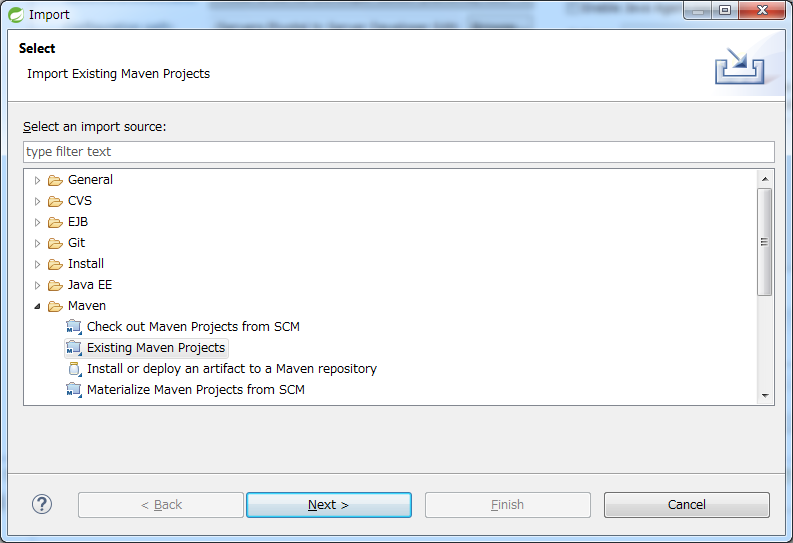 Import
Select
Import Existing Maven Projects
Select an import source:
type filter text
General
CVS
EJB
Git
Install
Java EE
Maven
Check out Maven Projects from SCM
Existing Maven Projects
Install or deploy an artifact to a Maven repository
Materialize Maven Projects from SCM
< Back
Next >
Finish
Cancel